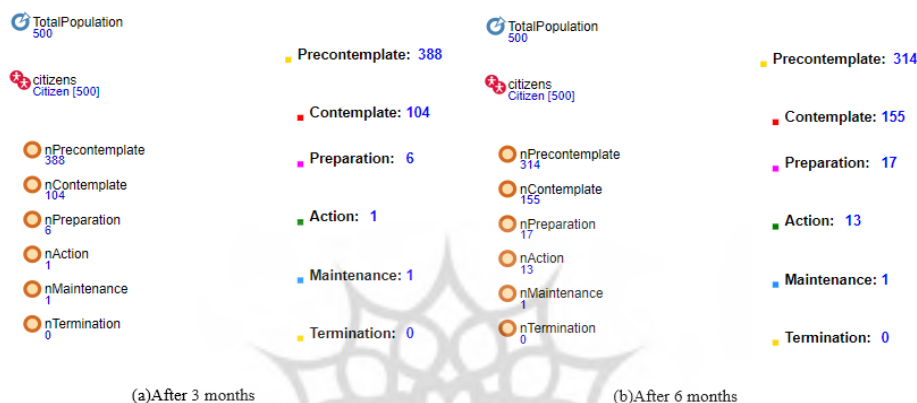 TotalPopulation
500
citizens
Citizen [500]
nPrecontemplate
388
nContemplate
104
nPreparation
6
nAction
1
nMaintenance
1
nTermination
0
Precontemplate: 388
Contemplate: 104
Preparation: 6
Action: 1
Maintenance: 1
Termination: 0
(a)After 3 months
TotalPopulation
500
citizens
Citizen [500]
nPrecontemplate
314
nContemplate
155
nPreparation
17
nAction
13
nMaintenance
1
nTermination
0
Precontemplate: 314
Contemplate: 155
Preparation: 17
Action: 13
Maintenance: 1
Termination: 0
(b)After 6 months